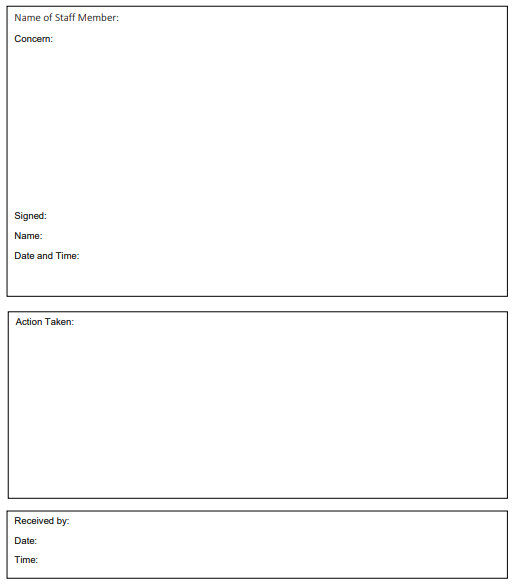 Name of Staff Member:
Concern:
Signed:
Name:
Date and Time:
Action Taken:
Received by:
Date:
Time: